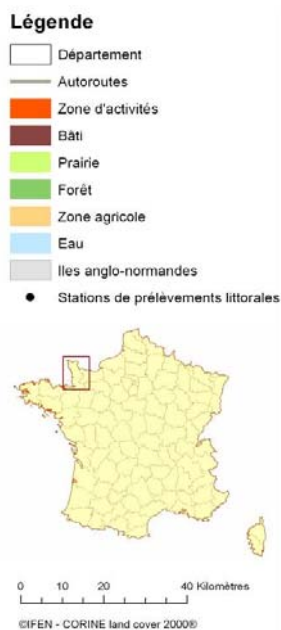 Légende
Département
Autoroutes
Zone d'activités
Bâti
Prairie
Forêt
Zone agricole
Eau
Iles anglo-normandes
Stations de prélèvements littorales
0 10 20 40 Kilomètres
©IFEN - CORINE land cover 2000®